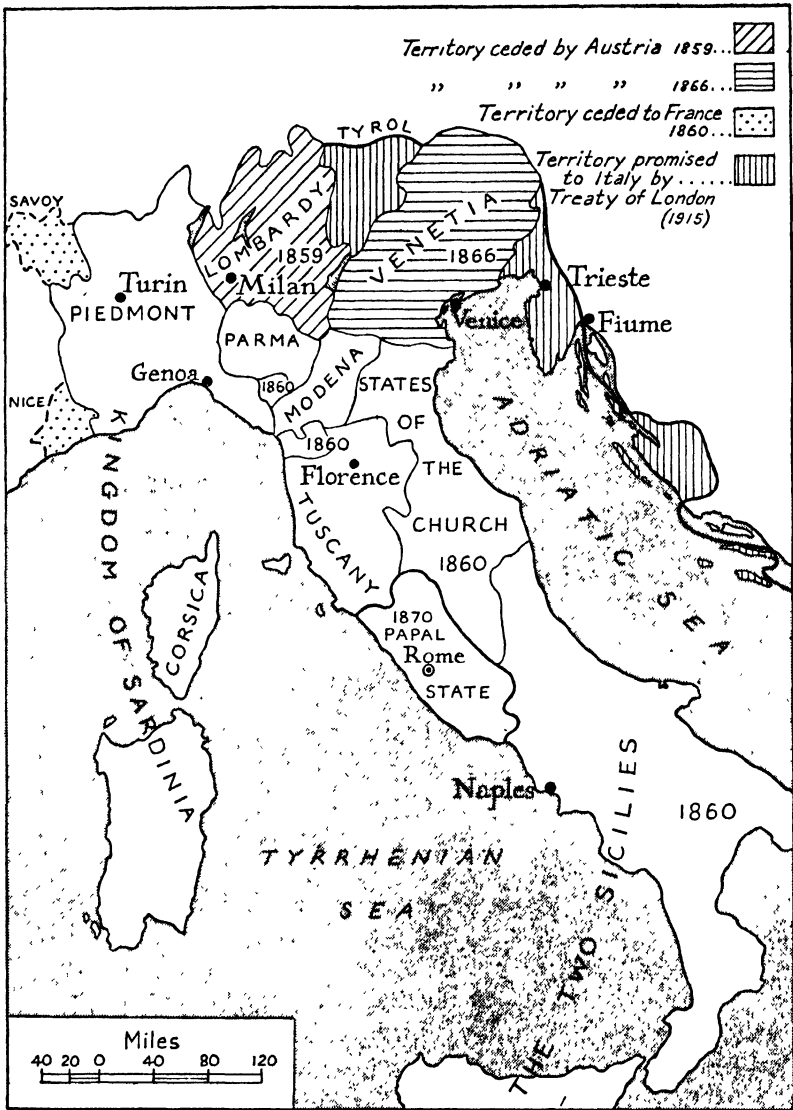 Territory ceded by Austria 1859...
” ” ” ” 1866...
Territory ceded to France
1860...
Territory promised
to Italy by ......
Treaty of London
(1915)
TYROL
SAVOY
LOMBARDY
1859
VENETIA
1866
Turin
PIEDMONT
Milan
Trieste
Venice
Fiume
PARMA
Genoa
1860
MODENA
STATES
OF
THE
CHURCH
1860
NICE
1860
Florence
TUSCANY
ADRIATIC SEA
KINGDOM OF SARDINIA
CORSICA
1870
PAPAL
Rome
STATE
Naples
1860
THE TWO SICILIES
TYRRHENIAN
SEA
Miles
40 20 0 40 80 120